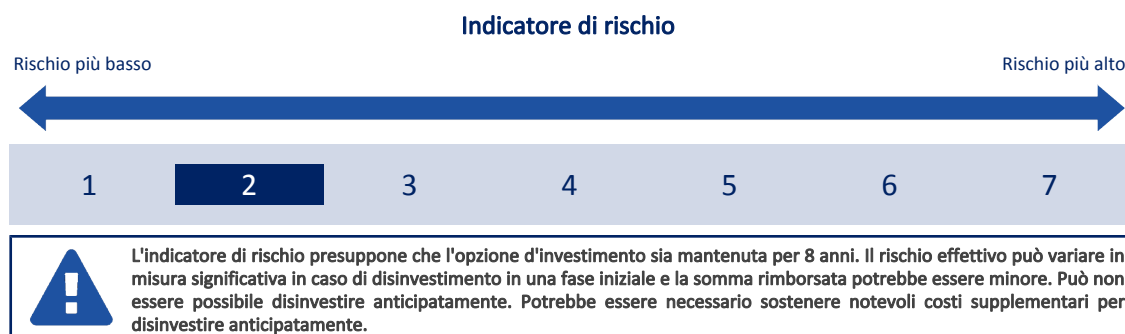 Indicatore di rischio
Rischio più basso
Rischio più alto
1 2 3 4 5 6 7
L'indicatore di rischio presuppone che l'opzione d'investimento sia mantenuta per 8 anni. Il rischio effettivo può variare in
misura significativa in caso di disinvestimento in una fase iniziale e la somma rimborsata potrebbe essere minore. Può non
essere possibile disinvestire anticipatamente. Potrebbe essere necessario sostenere notevoli costi supplementari per
disinvestire anticipatamente.